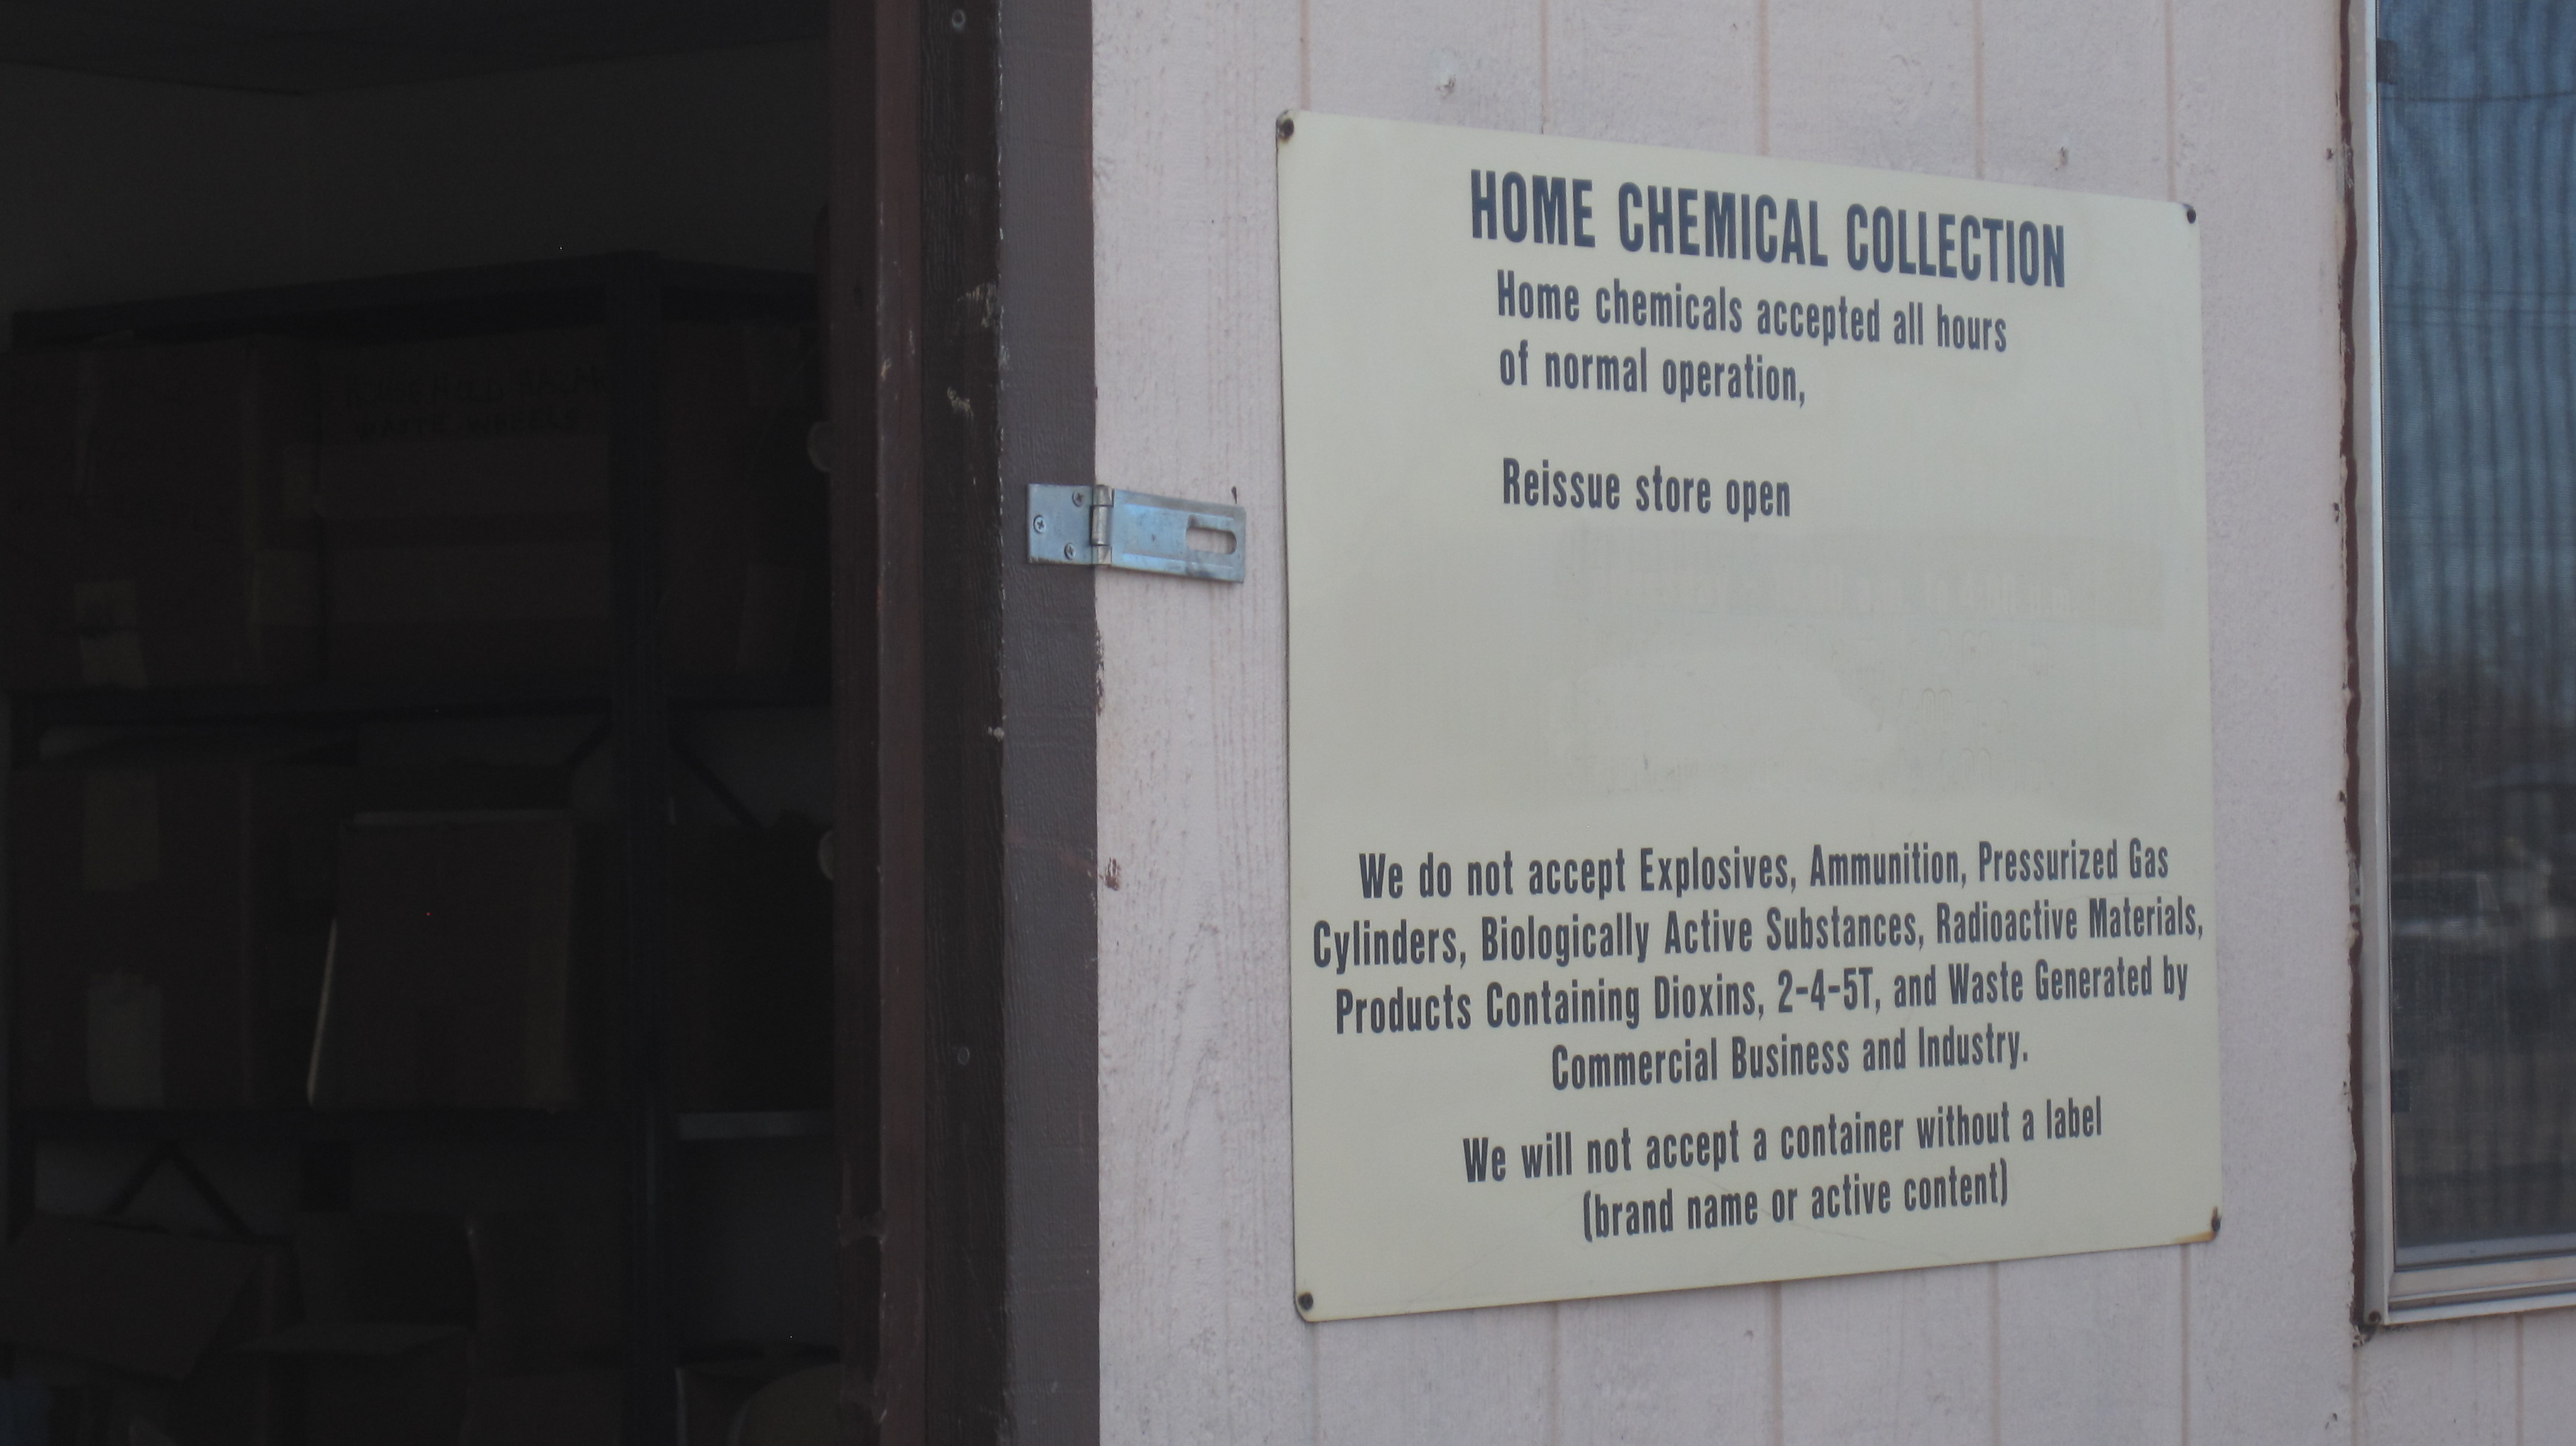 HOME CHEMICAL COLLECTION
Home chemicals accepted all hours
of normal operation,
Reissue store open
We do not accept Explosives, Ammunition, Pressurized Gas
Cylinders, Biologically Active Substances, Radioactive Materials,
Products Containing Dioxins, 2-4-5T, and Waste Generated by
Commercial Business and Industry.
We will not accept a container without a label
(brand name or active content)